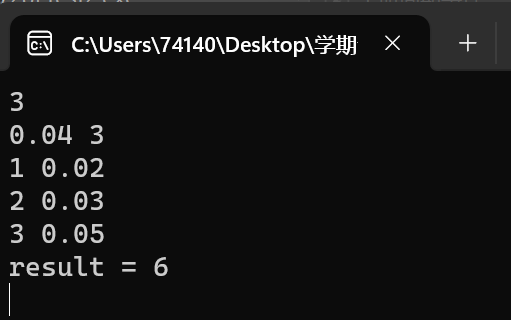 C:\Users\74140\Desktop\学期
3
0.04 3
1 0.02
2 0.03
3 0.05
result = 6